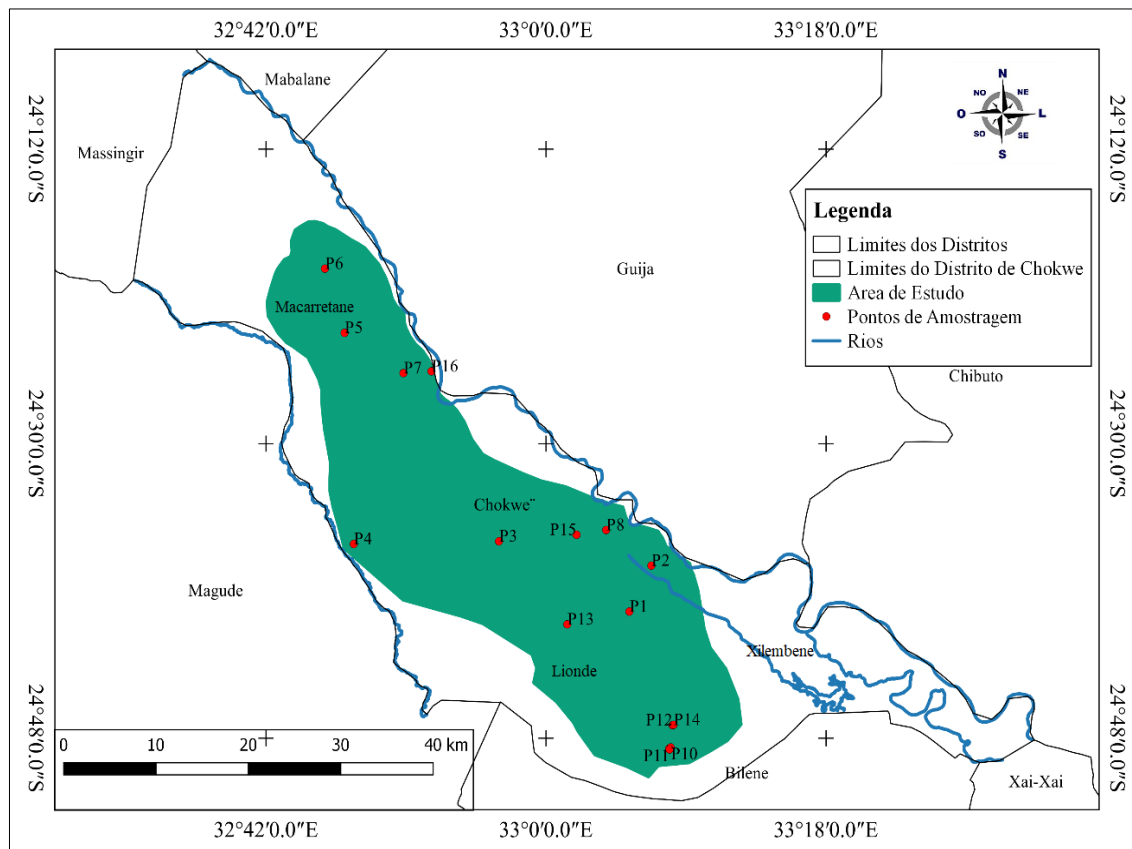 32°42′0.0″E 33°0′0.0″E 33°18′0.0″E
Mabalane
N
NO NE
O L
SO SE
S
24°12′0.0″S 24°12′0.0″S
Massingir
Legenda
Limites dos Distritos
Limites do Distrito de Chokwe
Area de Estudo
Pontos de Amostragem
Rios
Guija
P6
Macarretane
P5
P7 P16
Chibuto
24°30′0.0″S 24°30′0.0″S
Chokwe¨
P15 P8
P3
P4
P2
Magude
P1
P13
Xilembene
Lionde
P12 P14
24°48′0.0″S 24°48′0.0″S
0 10 20 30 40 km
P11 P10
Bilene
Xai-Xai
32°42′0.0″E 33°0′0.0″E 33°18′0.0″E